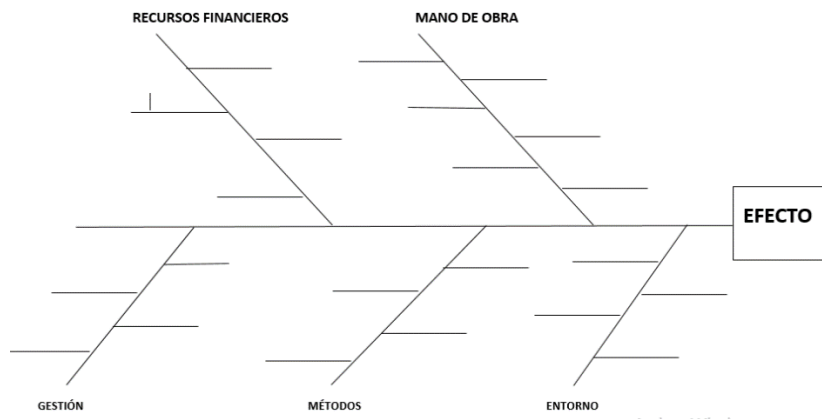 RECURSOS FINANCIEROS
MANO DE OBRA
EFECTO
GESTIÓN
MÉTODOS
ENTORNO